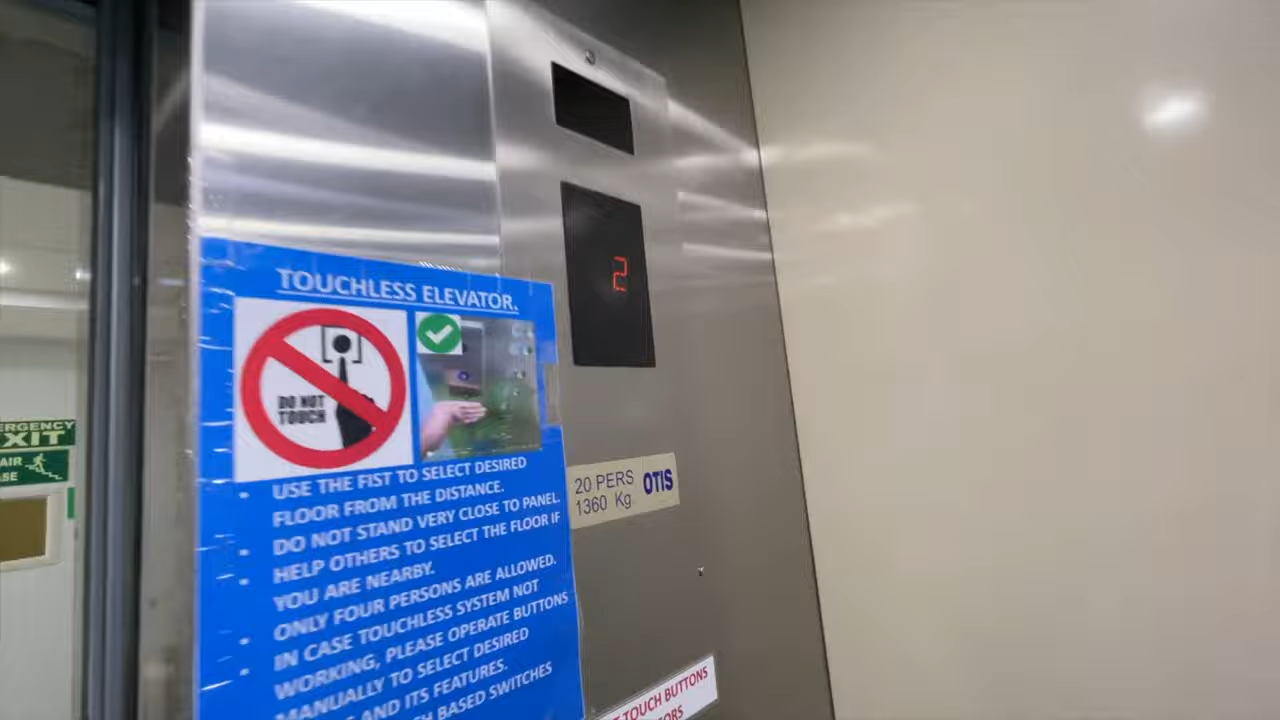 TOUCHLESS ELEVATOR.
DO NOT
TOUCH
• USE THE FIST TO SELECT DESIRED
FLOOR FROM THE DISTANCE.
• DO NOT STAND VERY CLOSE TO PANEL.
• HELP OTHERS TO SELECT THE FLOOR IF
YOU ARE NEARBY.
• ONLY FOUR PERSONS ARE ALLOWED.
• IN CASE TOUCHLESS SYSTEM NOT
WORKING, PLEASE OPERATE BUTTONS
MANUALLY TO SELECT DESIRED
AND ITS FEATURES.
BASED SWITCHES
2
20 PERS
1360 Kg
OTIS
TOUCH BUTTONS
EXIT